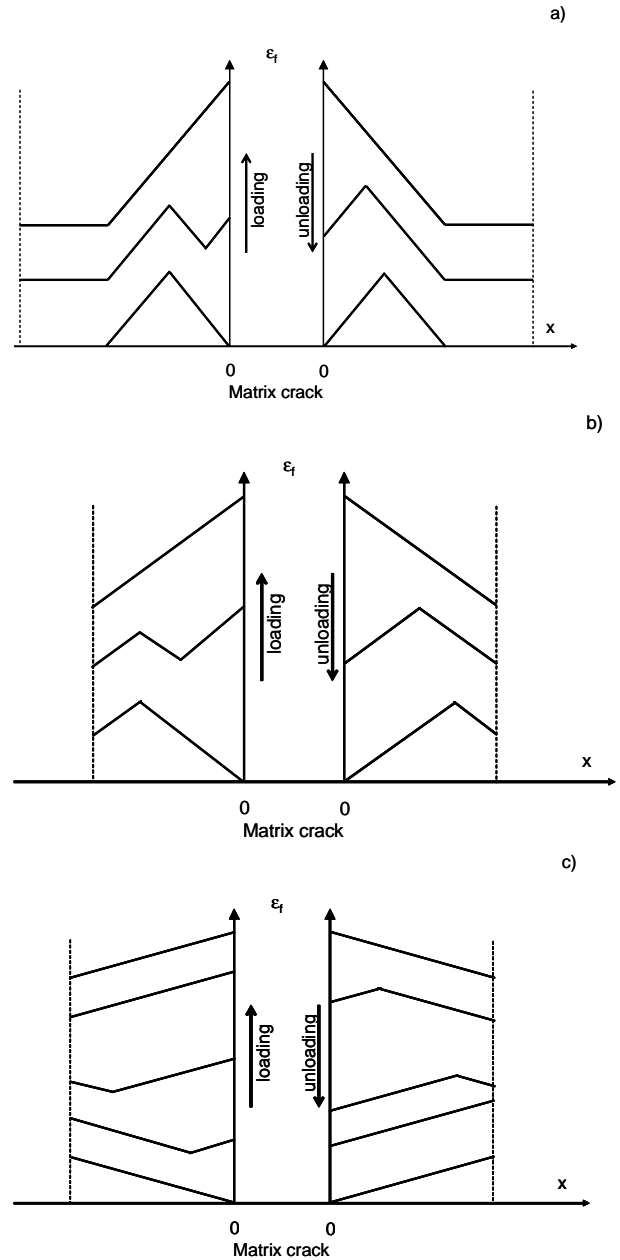 a)
εf
loading
unloading
x
0
0
Matrix crack
b)
εf
loading
unloading
x
0
0
Matrix crack
c)
εf
loading
unloading
x
0
0
Matrix crack